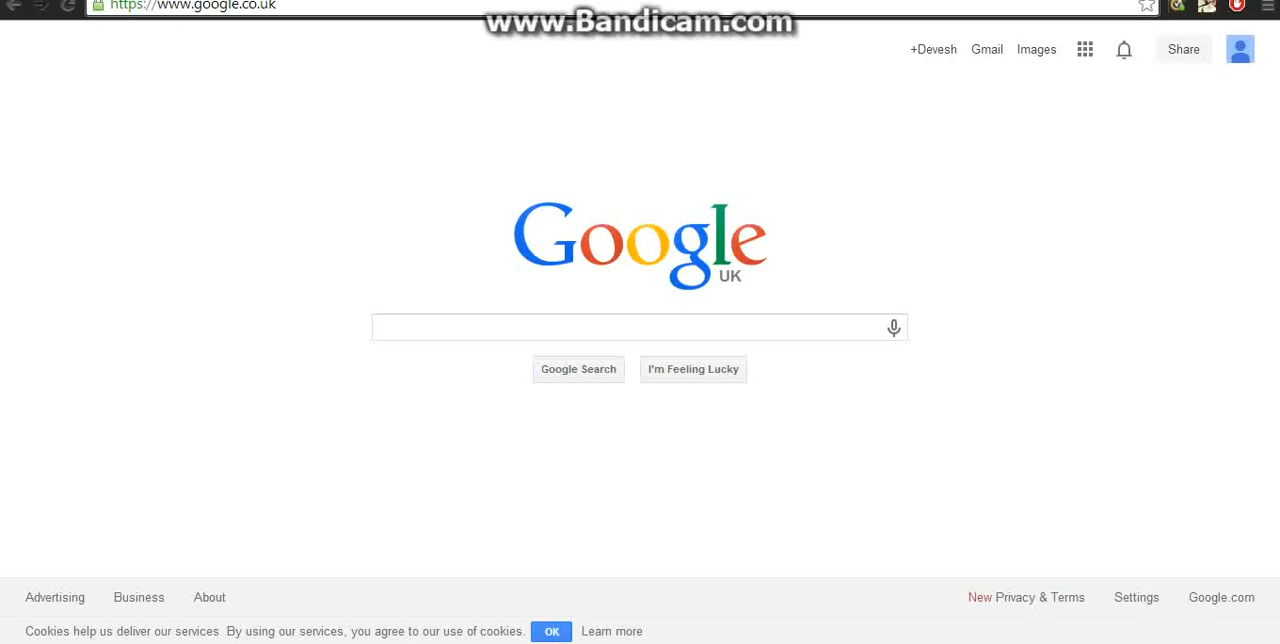 https://www.google.co.uk
www.Bandicam.com
+Devesh Gmail Images Share
Google
UK
Google Search I'm Feeling Lucky
Advertising Business About New Privacy & Terms Settings Google.com
Cookies help us deliver our services. By using our services, you agree to our use of cookies. OK Learn more